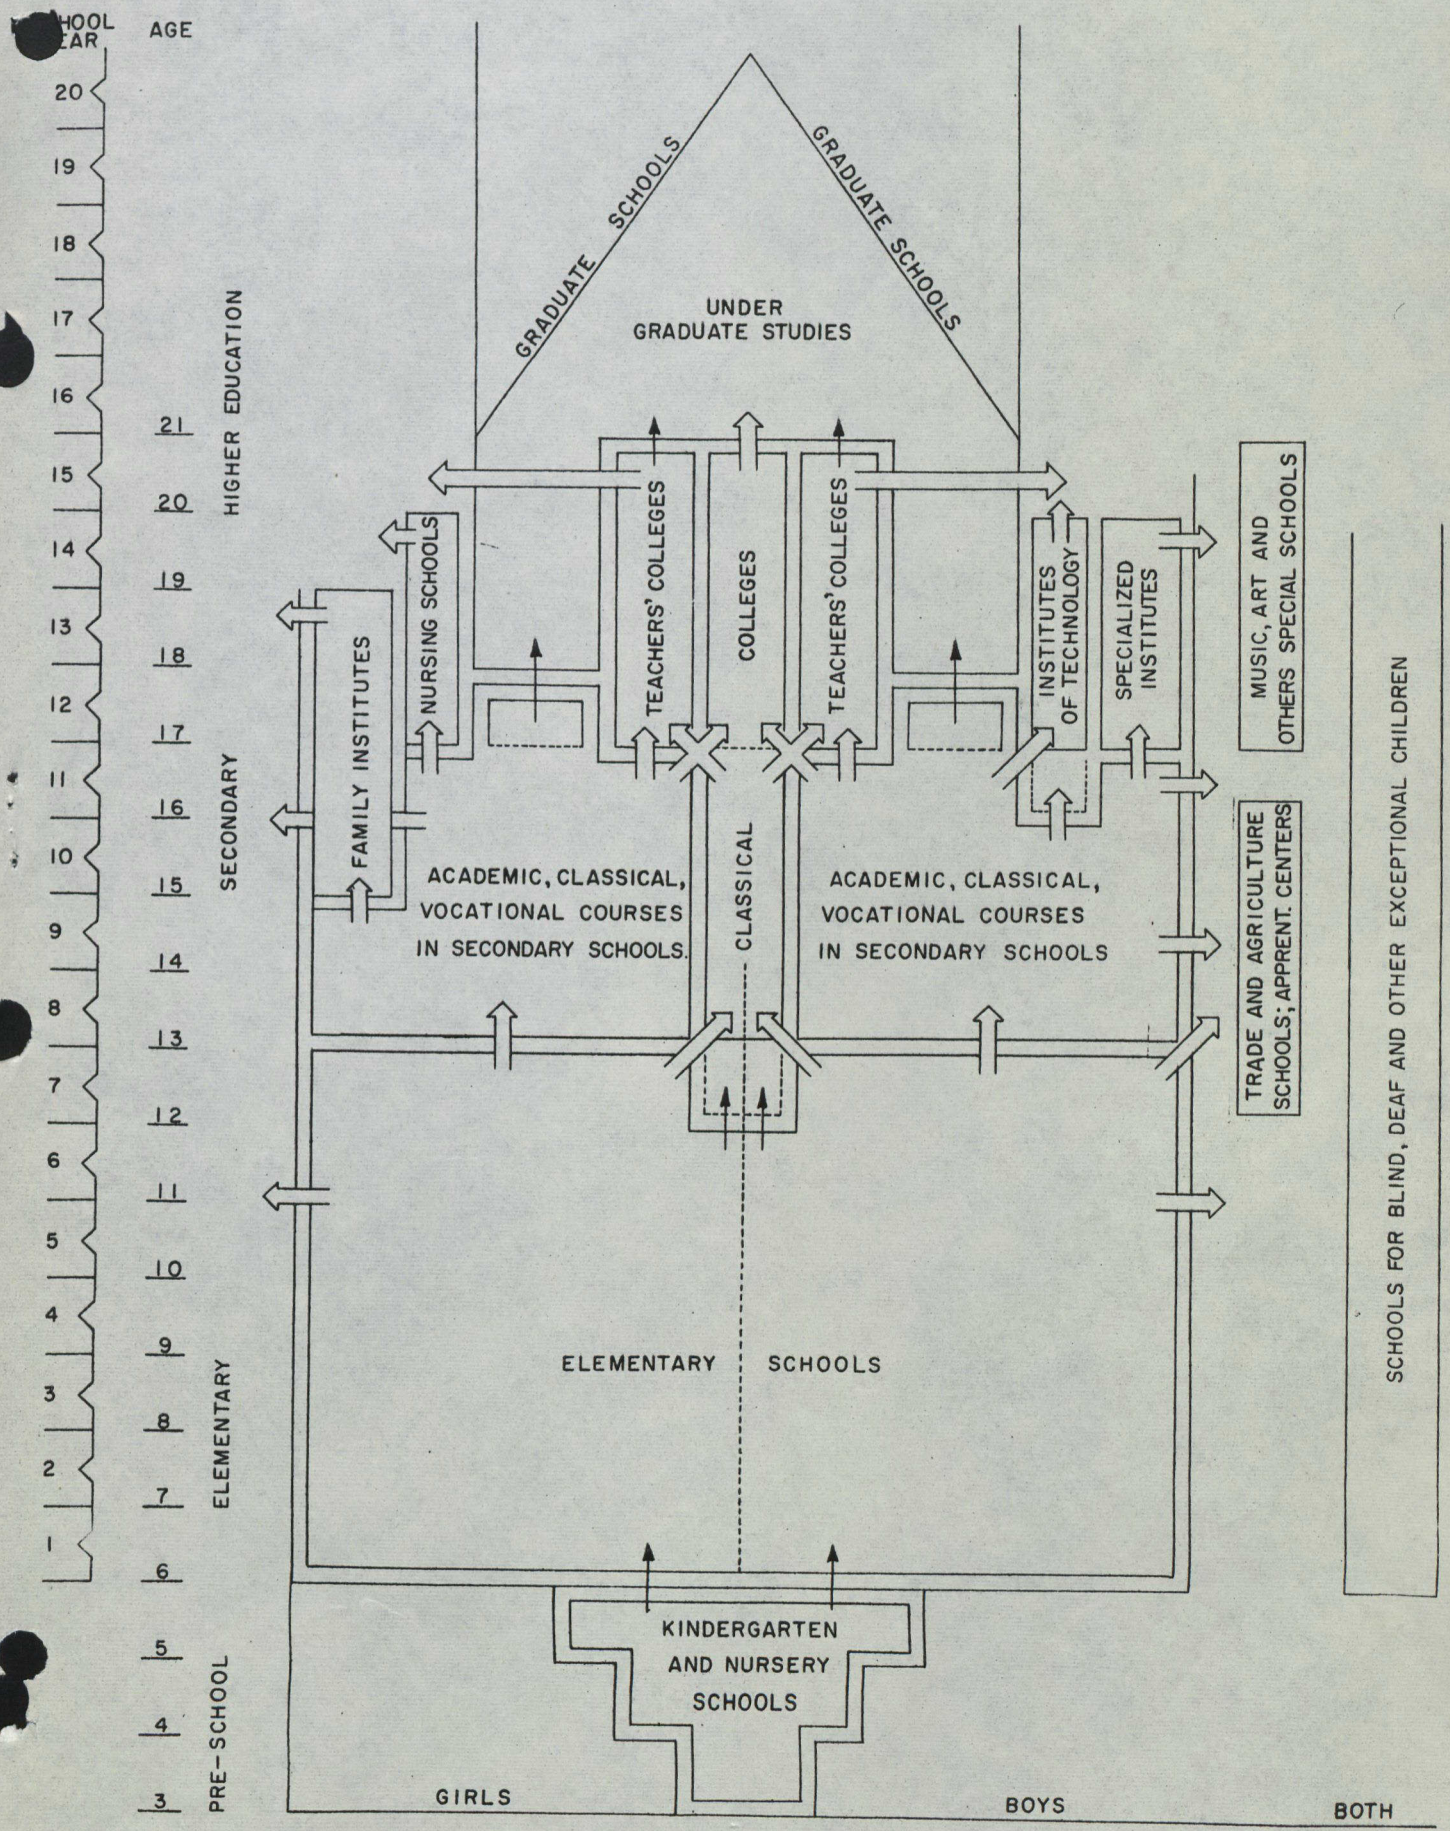 AGE
20
19
18
17
16
15
14
13
12
11
10
9
8
7
6
5
4
3
2
1
21
20
19
18
17
16
15
14
13
12
11
10
9
8
7
6
5
4
3
HIGHER EDUCATION
SECONDARY
ELEMENTARY
PRE-SCHOOL
GRADUATE SCHOOLS
GRADUATE SCHOOLS
UNDER
GRADUATE STUDIES
FAMILY INSTITUTES
NURSING SCHOOLS
TEACHERS' COLLEGES
COLLEGES
TEACHERS' COLLEGES
INSTITUTES
OF TECHNOLOGY
SPECIALIZED
INSTITUTES
MUSIC, ART AND
OTHERS SPECIAL SCHOOLS
ACADEMIC, CLASSICAL,
VOCATIONAL COURSES
IN SECONDARY SCHOOLS.
CLASSICAL
ACADEMIC, CLASSICAL,
VOCATIONAL COURSES
IN SECONDARY SCHOOLS
TRADE AND AGRICULTURE
SCHOOLS; APPRENT. CENTERS
SCHOOLS FOR BLIND, DEAF AND OTHER EXCEPTIONAL CHILDREN
ELEMENTARY SCHOOLS
KINDERGARTEN
AND NURSERY
SCHOOLS
GIRLS
BOYS
BOTH